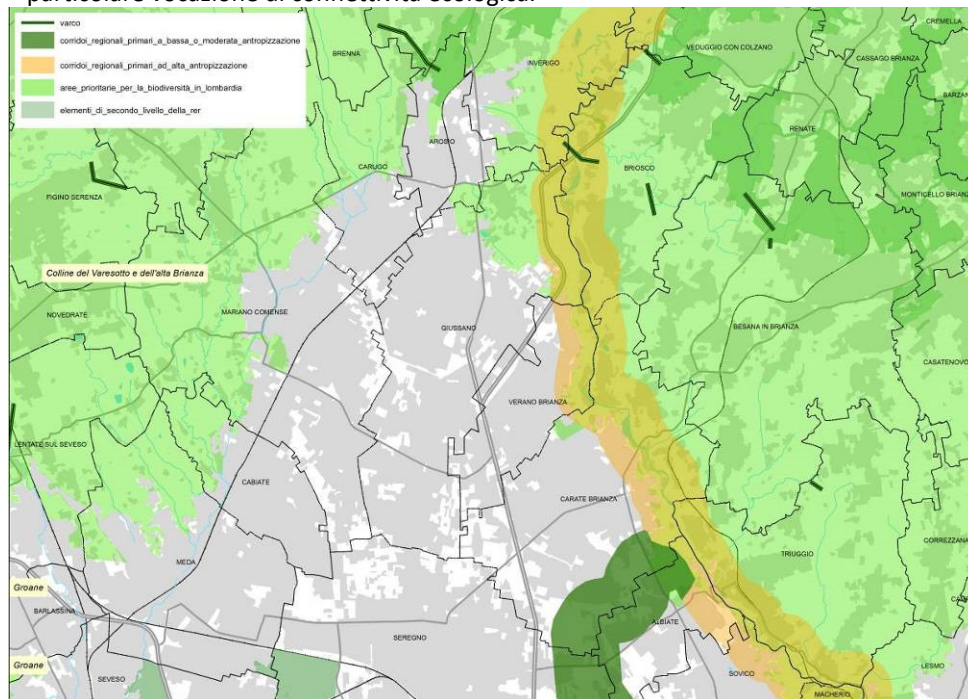 particolare vocazione di connettività ecologica.
varco
corridoi_regionali_primari_a_bassa_o_moderata_antropizzazione
corridoi_regionali_primari_ad_alta_antropizzazione
aree_prioritarie_per_la_biodiversità_in_lombardia
elementi_di_secondo_livello_della_rer
CREMELLA
BRENNA
INVERIGO
VEDUGGIO CON COLZANO
CASSAGO BRIANZA
BARZAN
RENATE
AROSIO
CARUGO
BRIOSCO
FIGINO SERENZA
MONTICELLO BRIANZ
Colline del Varesotto e dell'alta Brianza
NOVEDRATE
MARIANO COMENSE
GIUSSANO
BESANA IN BRIANZA
CASATENOVO
VERANO BRIANZA
LENTATE SUL SEVESO
CABIATE
CARATE BRIANZA
CORREZZANA
TRIUGGIO
MEDA
Groane
BARLASSINA
ALBIATE
SEREGNO
Groane
LESMO
SEVESO
SOVICO
MACHERIO